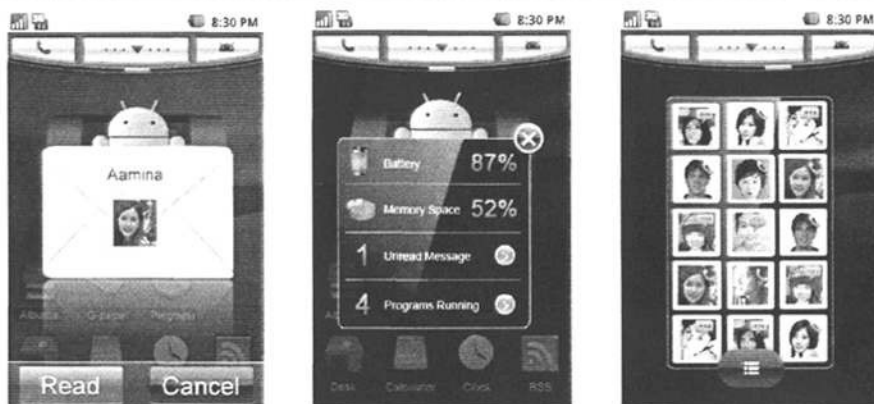 8:30 PM
Aamina
Read
Cancel
8:30 PM
Battery 87%
Memory Space 52%
1 Unread Message
4 Programs Running
Desk
Calculator
Clock
RSS
8:30 PM